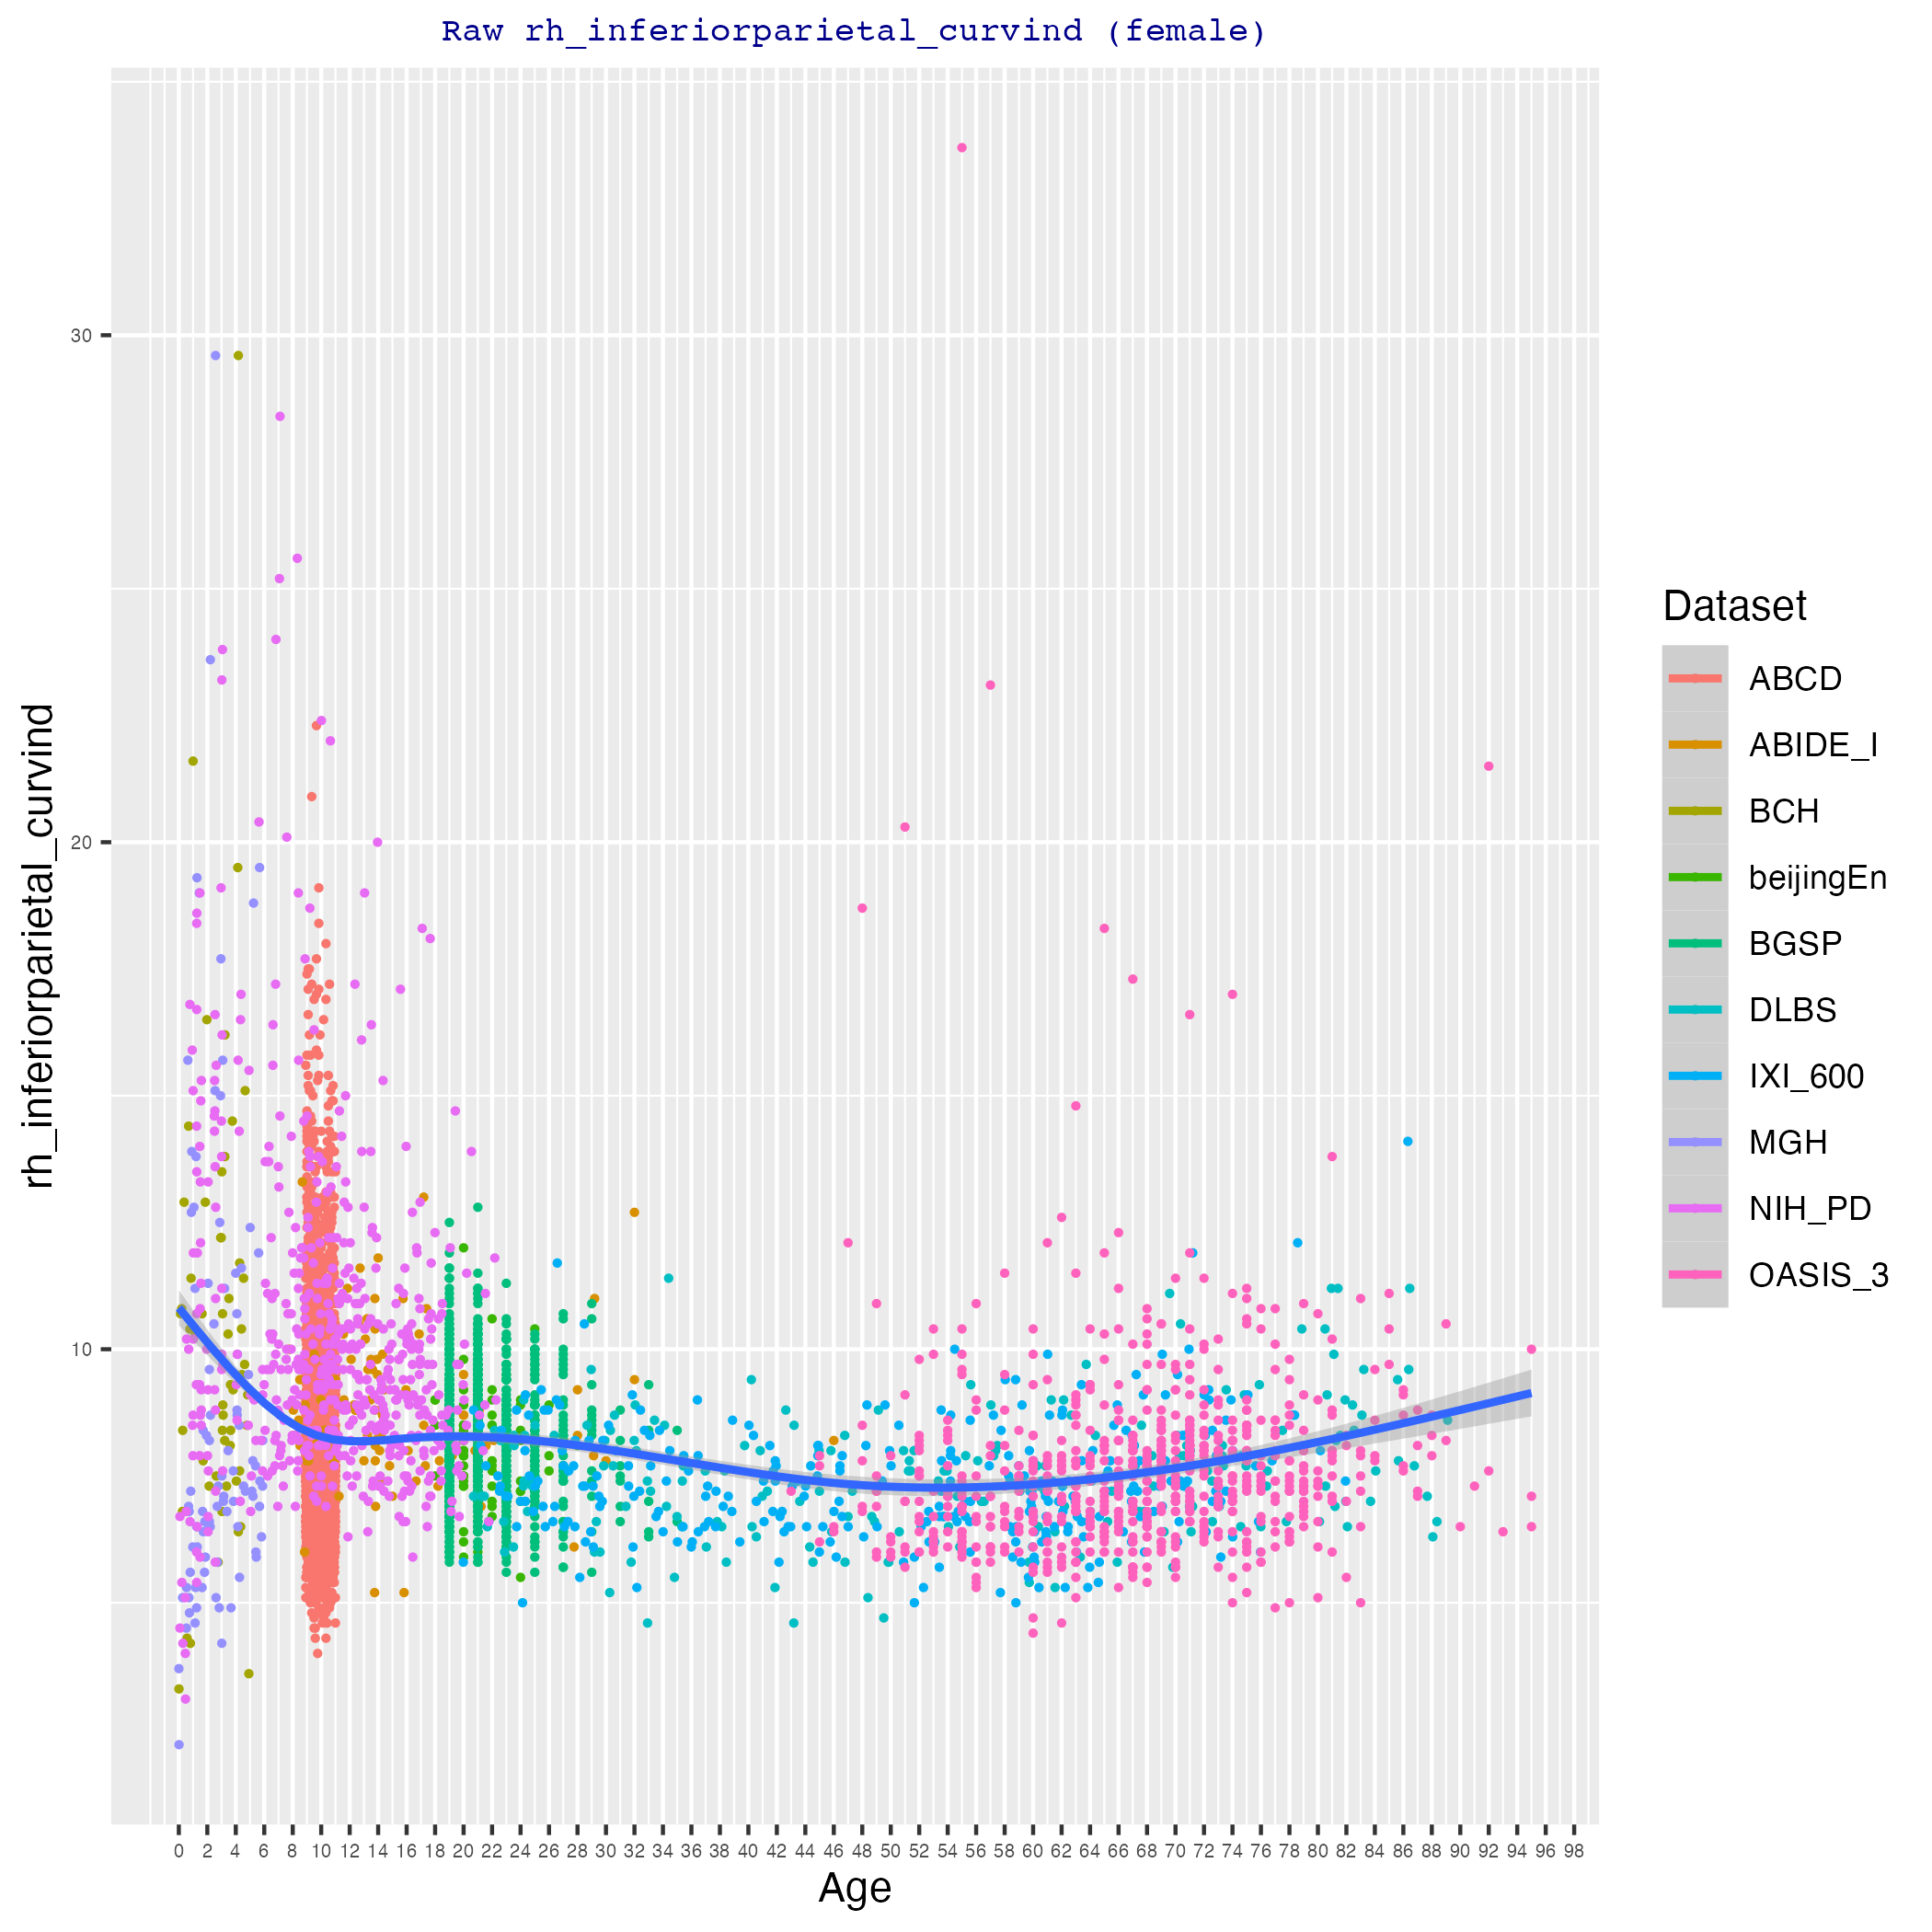 Raw rh_inferiorparietal_curvind (female)
rh_inferiorparietal_curvind
30
20
10
0 2 4 6 8 10 12 14 16 18 20 22 24 26 28 30 32 34 36 38 40 42 44 46 48 50 52 54 56 58 60 62 64 66 68 70 72 74 76 78 80 82 84 86 88 90 92 94 96 98
Age
Dataset
ABCD
ABIDE_I
BCH
beijingEn
BGSP
DLBS
IXI_600
MGH
NIH_PD
OASIS_3